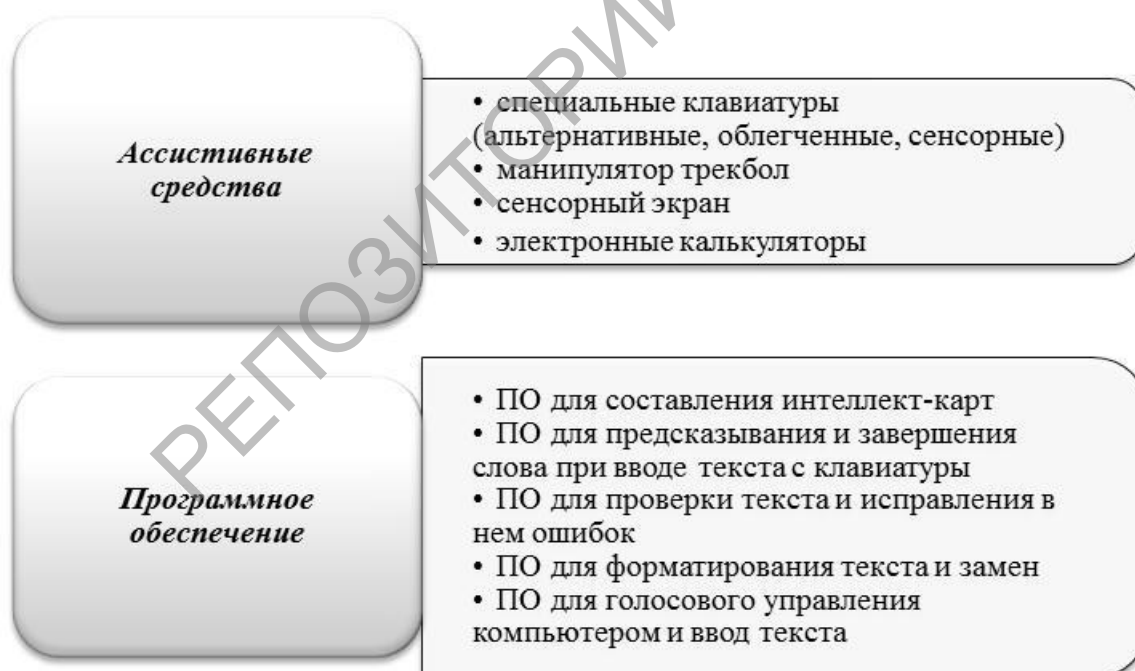 Ассистивные
средства
• специальные клавиатуры
(альтернативные, облегченные, сенсорные)
• манипулятор трекбол
• сенсорный экран
• электронные калькуляторы
Программное
обеспечение
• ПО для составления интеллект-карт
• ПО для предсказывания и завершения
слова при вводе текста с клавиатуры
• ПО для проверки текста и исправления в
нем ошибок
• ПО для форматирования текста и замен
• ПО для голосового управления
компьютером и ввод текста
РЕПОЗИТОРИЙ